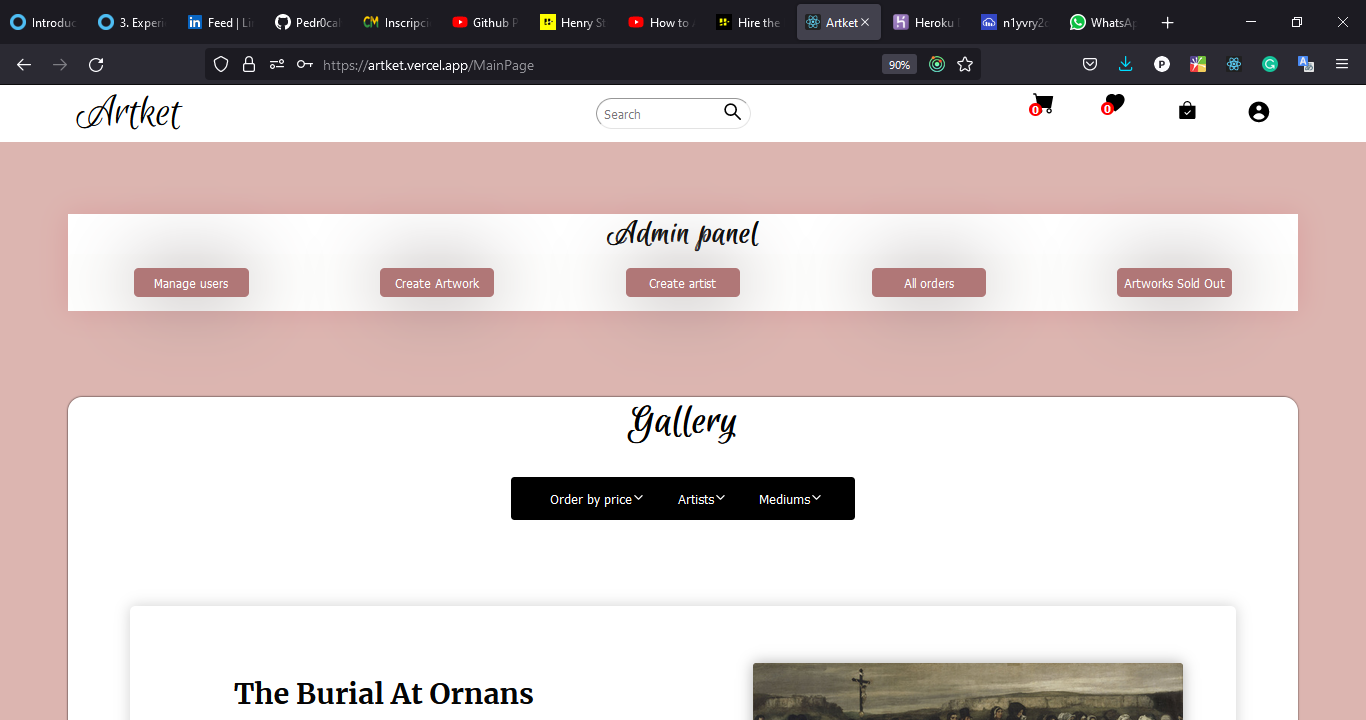 Introduc 3. Experi Feed | Li Pedr0cal Inscripci Github P Henry St How to Hire the Artket Heroku n1yvry2c WhatsAp
https://artket.vercel.app/MainPage 90%
Artket Search 0 0
Admin panel
Manage users Create Artwork Create artist All orders Artworks Sold Out
Gallery
Order by price Artists Mediums
The Burial At Ornans